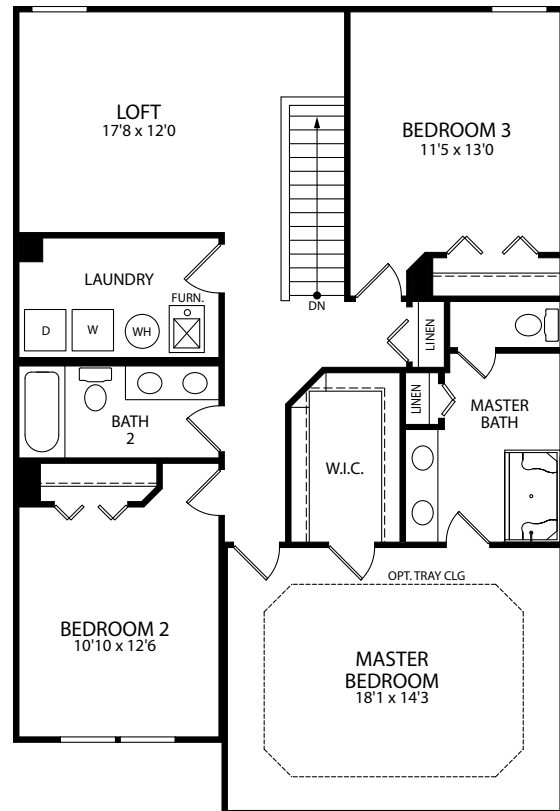 LOFT
17'8 x 12'0
BEDROOM 3
11'5 x 13'0
LAUNDRY
FURN.
D
W
WH
DN
LINEN
LINEN
MASTER
BATH
BATH
2
W.I.C.
OPT. TRAY CLG
BEDROOM 2
10'10 x 12'6
MASTER
BEDROOM
18'1 x 14'3